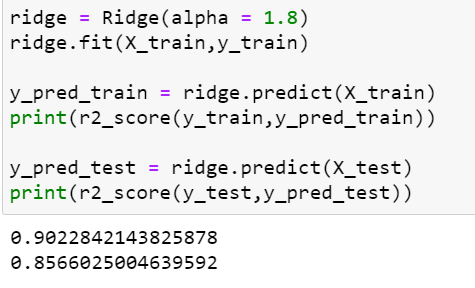 ridge = Ridge(alpha = 1.8)
ridge.fit(X_train,y_train)
y_pred_train = ridge.predict(X_train)
print(r2_score(y_train,y_pred_train))
y_pred_test = ridge.predict(X_test)
print(r2_score(y_test,y_pred_test))
0.9022842143825878
0.8566025004639592